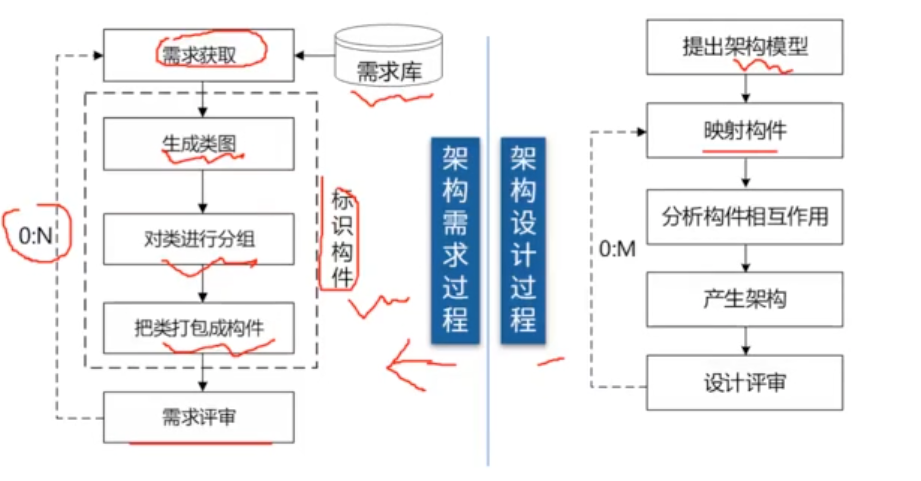 需求获取
需求库
生成类图
对类进行分组
把类打包成构件
需求评审
0:N
标识构件
架构需求过程
架构设计过程
提出架构模型
映射构件
分析构件相互作用
产生架构
设计评审
0:M